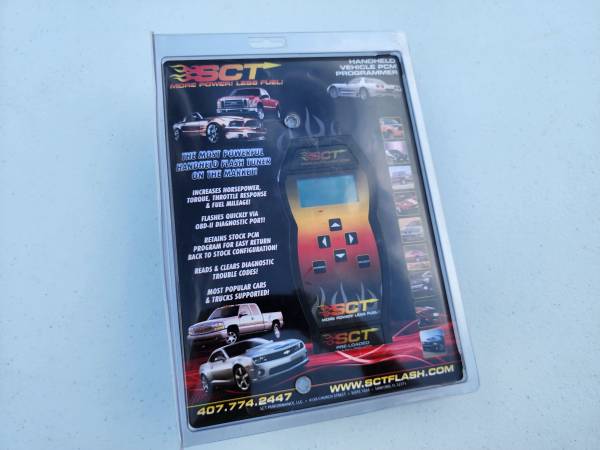 SCT
MORE POWER! LESS FUEL!
HANDHELD
VEHICLE PCM
PROGRAMMER
THE MOST POWERFUL
HANDHELD FLASH TUNER
ON THE MARKET!
INCREASES HORSEPOWER,
TORQUE, THROTTLE RESPONSE
& FUEL MILEAGE!
FLASHES QUICKLY VIA
OBD-II DIAGNOSTIC PORT!
RETAINS STOCK PCM
PROGRAM FOR EASY RETURN
BACK TO STOCK CONFIGURATION!
READS & CLEARS DIAGNOSTIC
TROUBLE CODES!
MOST POPULAR CARS
& TRUCKS SUPPORTED!
SCT
SCT
MORE POWER! LESS FUEL!
SCT
PRE-LOADED
407.774.2447
WWW.SCTFLASH.COM
SCT PERFORMANCE, LLC.